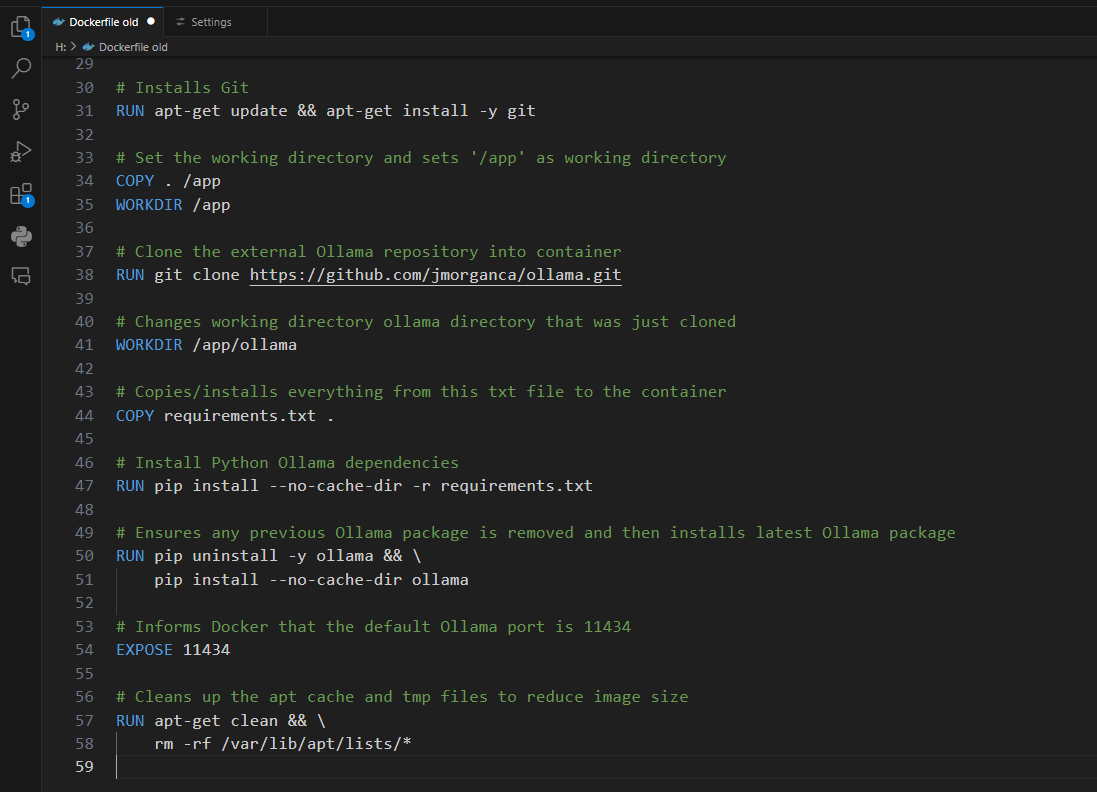 Dockerfile old ● Settings
H: > Dockerfile old
29
30 # Installs Git
31 RUN apt-get update && apt-get install -y git
32
33 # Set the working directory and sets '/app' as working directory
34 COPY . /app
35 WORKDIR /app
36
37 # Clone the external Ollama repository into container
38 RUN git clone https://github.com/jmorganca/ollama.git
39
40 # Changes working directory ollama directory that was just cloned
41 WORKDIR /app/ollama
42
43 # Copies/installs everything from this txt file to the container
44 COPY requirements.txt .
45
46 # Install Python Ollama dependencies
47 RUN pip install --no-cache-dir -r requirements.txt
48
49 # Ensures any previous Ollama package is removed and then installs latest Ollama package
50 RUN pip uninstall -y ollama && \
51     pip install --no-cache-dir ollama
52
53 # Informs Docker that the default Ollama port is 11434
54 EXPOSE 11434
55
56 # Cleans up the apt cache and tmp files to reduce image size
57 RUN apt-get clean && \
58     rm -rf /var/lib/apt/lists/*
59
1
1